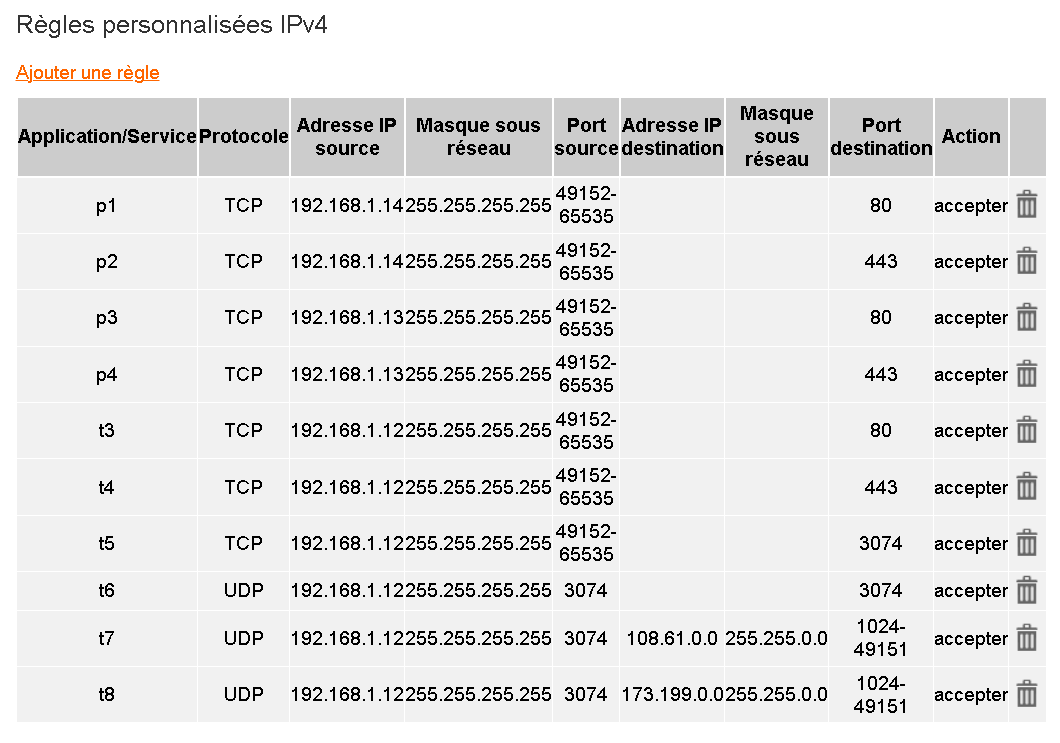 Règles personnalisées IPv4
Ajouter une règle
Application/Service Protocole Adresse IP source Masque sous réseau Port source Adresse IP destination Masque sous réseau Port destination Action
p1 TCP 192.168.1.14 255.255.255.255 49152-65535 80 accepter
p2 TCP 192.168.1.14 255.255.255.255 49152-65535 443 accepter
p3 TCP 192.168.1.13 255.255.255.255 49152-65535 80 accepter
p4 TCP 192.168.1.13 255.255.255.255 49152-65535 443 accepter
t3 TCP 192.168.1.12 255.255.255.255 49152-65535 80 accepter
t4 TCP 192.168.1.12 255.255.255.255 49152-65535 443 accepter
t5 TCP 192.168.1.12 255.255.255.255 49152-65535 3074 accepter
t6 UDP 192.168.1.12 255.255.255.255 3074 3074 accepter
t7 UDP 192.168.1.12 255.255.255.255 3074 108.61.0.0 255.255.0.0 1024-49151 accepter
t8 UDP 192.168.1.12 255.255.255.255 3074 173.199.0.0 255.255.0.0 1024-49151 accepter